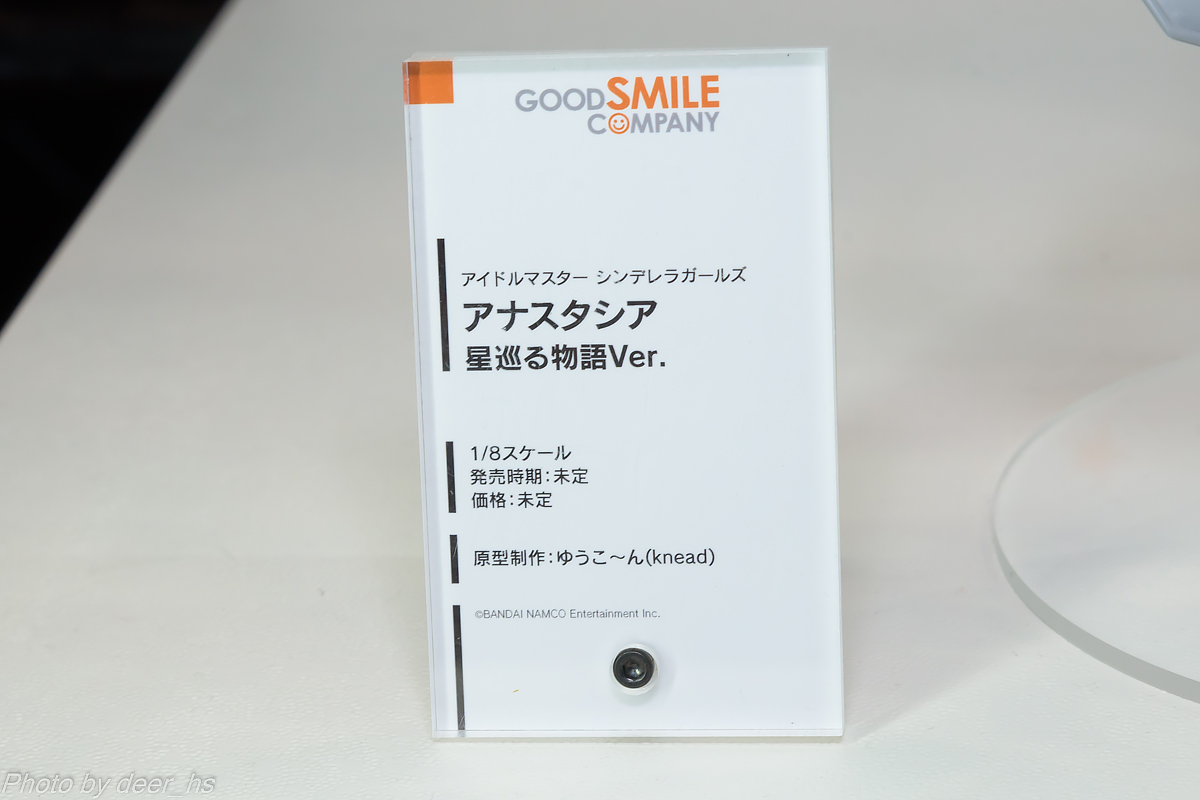 GOODSMILE
COMPANY
アイドルマスター シンデレラガールズ
アナスタシア
星巡る物語Ver.
1/8スケール
発売時期：未定
価格：未定
原型制作：ゆうこ～ん(knead)
©BANDAI NAMCO Entertainment Inc.
Photo by deer_hs